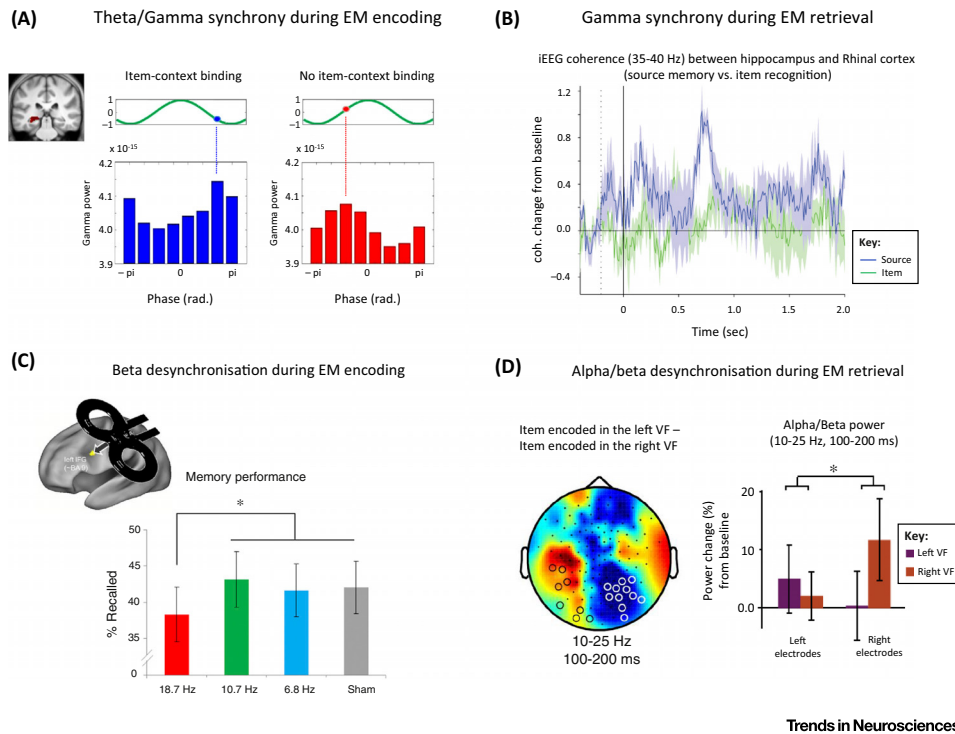 (A)
Theta/Gamma synchrony during EM encoding
Item-context binding
No item-context binding
1
0
−1
1
0
−1
x 10⁻¹⁵
x 10⁻¹⁵
4.2
4.1
4.0
3.9
Gamma power
− pi
0
pi
Phase (rad.)
4.2
4.1
4.0
3.9
Gamma power
− pi
0
pi
Phase (rad.)
(B)
Gamma synchrony during EM retrieval
iEEG coherence (35-40 Hz) between hippocampus and Rhinal cortex
(source memory vs. item recognition)
1.2
0.8
0.4
0.0
−0.4
coh. change from baseline
0
0.5
1.0
1.5
2.0
Time (sec)
Key:
Source
Item
(C)
Beta desynchronisation during EM encoding
left IFG
(~BA 9)
Memory performance
*
50
45
40
35
0
% Recalled
18.7 Hz
10.7 Hz
6.8 Hz
Sham
(D)
Alpha/beta desynchronisation during EM retrieval
Item encoded in the left VF –
Item encoded in the right VF
10-25 Hz
100-200 ms
Alpha/Beta power
(10-25 Hz, 100-200 ms)
*
20
10
0.0
Power change (%)
from baseline
Left
electrodes
Right
electrodes
Key:
Left VF
Right VF
Trends in Neurosciences